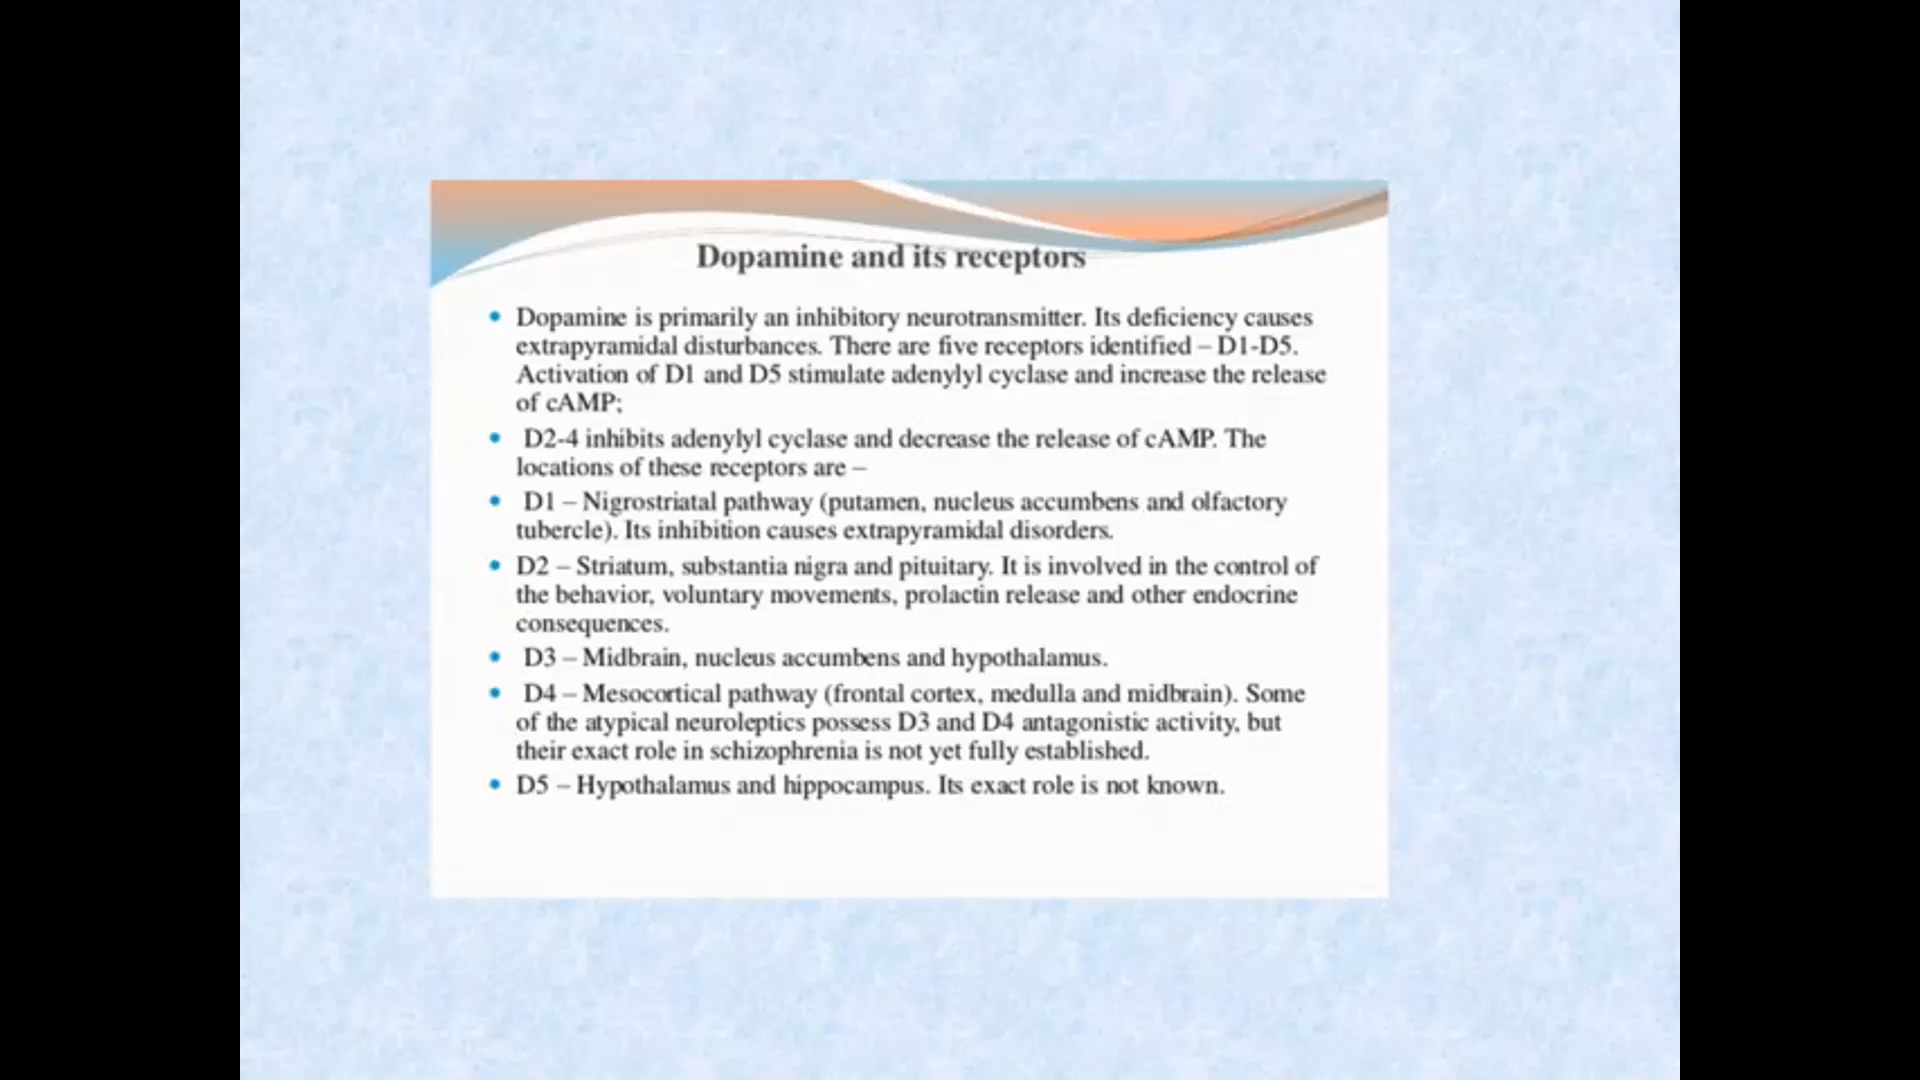 Dopamine and its receptors
• Dopamine is primarily an inhibitory neurotransmitter. Its deficiency causes
extrapyramidal disturbances. There are five receptors identified – D1-D5.
Activation of D1 and D5 stimulate adenylyl cyclase and increase the release
of cAMP;
• D2-4 inhibits adenylyl cyclase and decrease the release of cAMP. The
locations of these receptors are –
• D1 – Nigrostriatal pathway (putamen, nucleus accumbens and olfactory
tubercle). Its inhibition causes extrapyramidal disorders.
• D2 – Striatum, substantia nigra and pituitary. It is involved in the control of
the behavior, voluntary movements, prolactin release and other endocrine
consequences.
• D3 – Midbrain, nucleus accumbens and hypothalamus.
• D4 – Mesocortical pathway (frontal cortex, medulla and midbrain). Some
of the atypical neuroleptics possess D3 and D4 antagonistic activity, but
their exact role in schizophrenia is not yet fully established.
• D5 – Hypothalamus and hippocampus. Its exact role is not known.